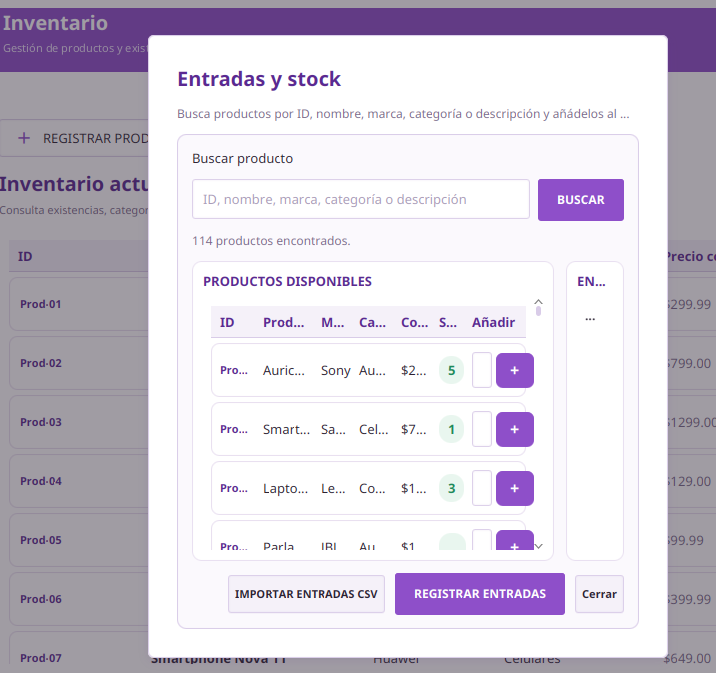 Inventario
Gestión de productos y exist
REGISTRAR PROD
Inventario actu
Consulta existencias, categor
ID
Precio co
Prod-01
$299.99
Prod-02
$799.00
Prod-03
$1299.00
Prod-04
$129.00
Prod-05
$99.99
Prod-06
$399.99
Prod-07
Smartphone Nova 11
Huawei
Celulares
$649.00
Entradas y stock
Busca productos por ID, nombre, marca, categoría o descripción y añádelos al ...
Buscar producto
ID, nombre, marca, categoría o descripción
BUSCAR
114 productos encontrados.
PRODUCTOS DISPONIBLES
ID Prod... M... Ca... Co... S... Añadir
Pro... Auric... Sony Au... $2... 5 +
Pro... Smart... Sa... Cel... $7... 1 +
Pro... Lapto... Le... Co... $1... 3 +
Pro... Parla... JBL Au... $1... +
EN...
...
IMPORTAR ENTRADAS CSV
REGISTRAR ENTRADAS
Cerrar